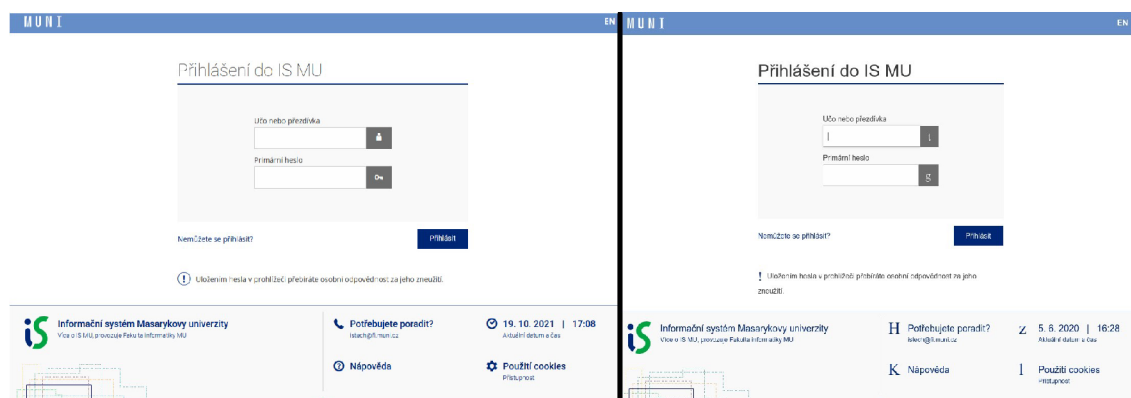 MUNI
EN
Přihlášení do IS MU
Učo nebo přezdívka
Primární heslo
Nemůžete se přihlásit?
Přihlásit
! Uložením hesla v prohlížeči přebíráte osobní odpovědnost za jeho zneužití.
iS
Informační systém Masarykovy univerzity
Více o IS MU, provozuje Fakulta informatiky MU
Potřebujete poradit?
istech@fi.muni.cz
19. 10. 2021 | 17:08
Aktuální datum a čas
? Nápověda
Použití cookies
Přístupnost
MUNI
EN
Přihlášení do IS MU
Učo nebo přezdívka
t
Primární heslo
g
Nemůžete se přihlásit?
Přihlásit
! Uložením hesla v prohlížeči přebíráte osobní odpovědnost za jeho
zneužití.
iS
Informační systém Masarykovy univerzity
Více o IS MU, provozuje Fakulta informatiky MU
H Potřebujete poradit?
istech@fi.muni.cz
z 5. 6. 2020 | 16:28
Aktuální datum a čas
K Nápověda
l Použití cookies
Přístupnost